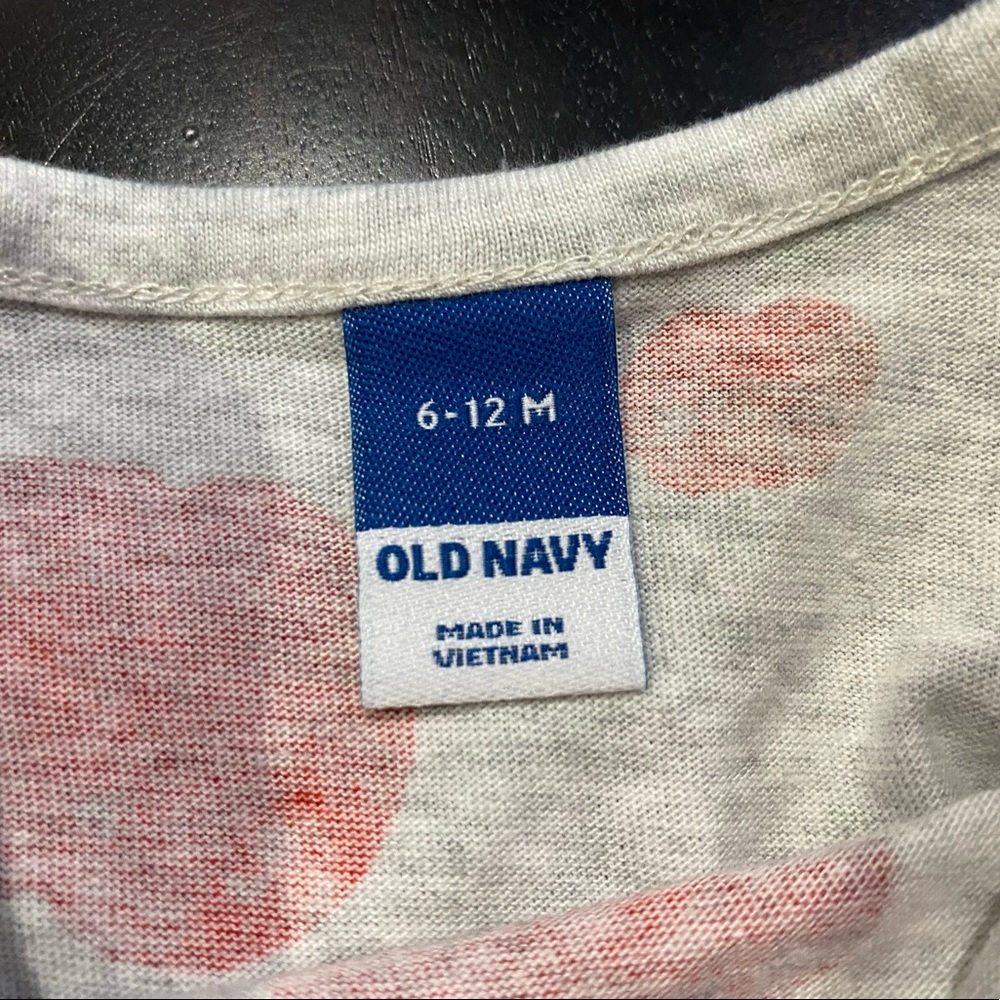 6-12 M
OLD NAVY
MADE IN
VIETNAM